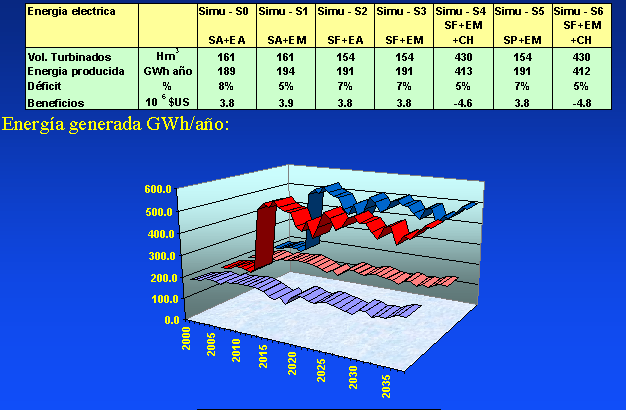 Energia electrica Simu - S0 Simu - S1 Simu - S2 Simu - S3 Simu - S4 Simu - S5 Simu - S6
SF+EM SF+EM
SA+EA SA+EM SF+EA SF+EM +CH SP+EM +CH
Vol. Turbinados Hm3 161 161 154 154 430 154 430
Energia producida GWh año 189 194 191 191 413 191 412
Déficit % 8% 5% 7% 7% 5% 7% 5%
Beneficios 10 6 $US 3.8 3.9 3.8 3.8 -4.6 3.8 -4.8
Energía generada GWh/año:
600.0
500.0
400.0
300.0
200.0
100.0
0.0
2000 2005 2010 2015 2020 2025 2030 2035